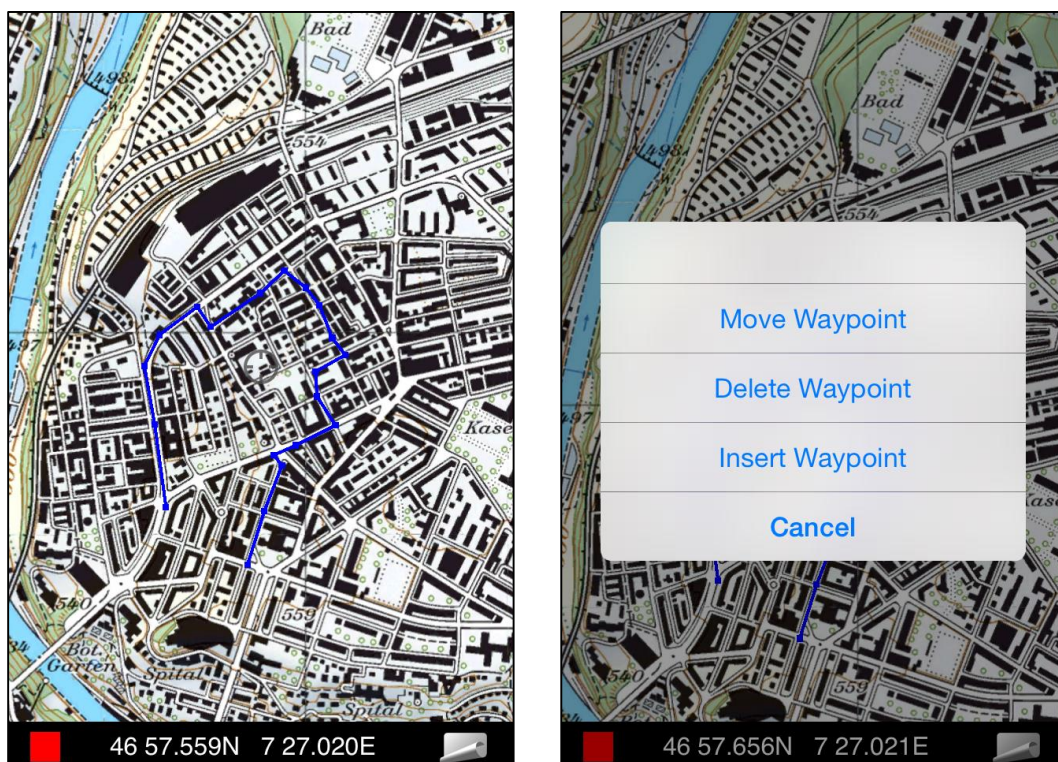 Bad
498
554
497
Kase
540
Bot.
Garten
Spital
559
Spital
46 57.559N 7 27.020E
Bad
498
554
Move Waypoint
Delete Waypoint
Insert Waypoint
Cancel
497
540
559
46 57.656N 7 27.021E